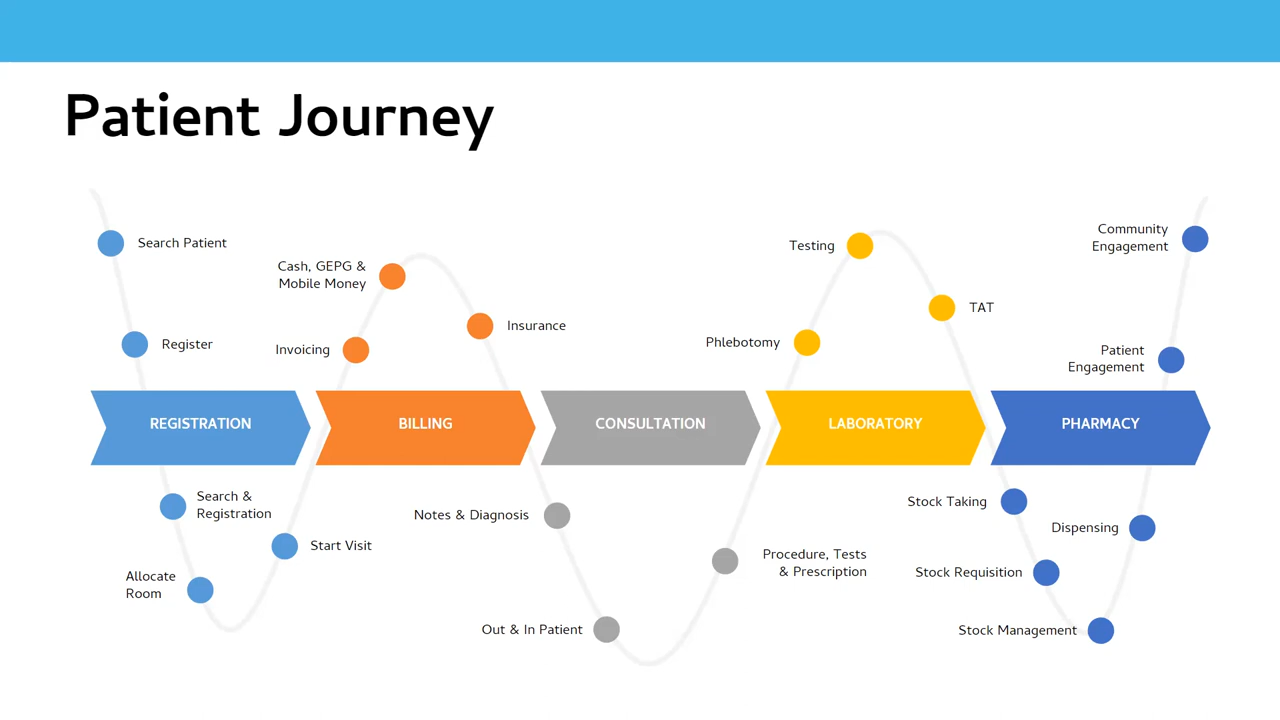 Patient Journey
Search Patient
Register
Cash, GEPG &
Mobile Money
Invoicing
Insurance
Testing
Phlebotomy
TAT
Community
Engagement
Patient
Engagement
REGISTRATION
BILLING
CONSULTATION
LABORATORY
PHARMACY
Search &
Registration
Start Visit
Allocate
Room
Notes & Diagnosis
Out & In Patient
Procedure, Tests
& Prescription
Stock Taking
Dispensing
Stock Requisition
Stock Management